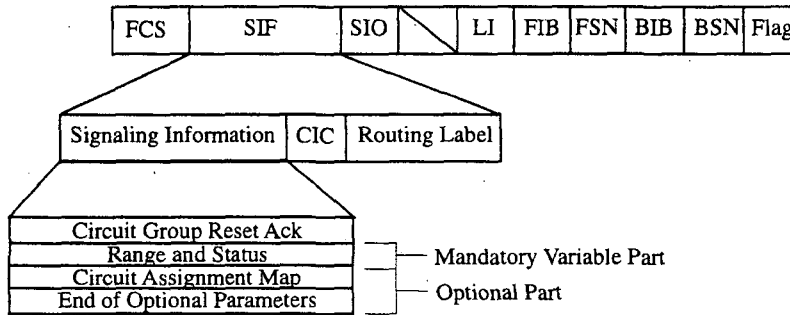 FCS SIF SIO LI FIB FSN BIB BSN Flag
Signaling Information CIC Routing Label
Circuit Group Reset Ack
Range and Status
Mandatory Variable Part
Circuit Assignment Map
End of Optional Parameters
Optional Part